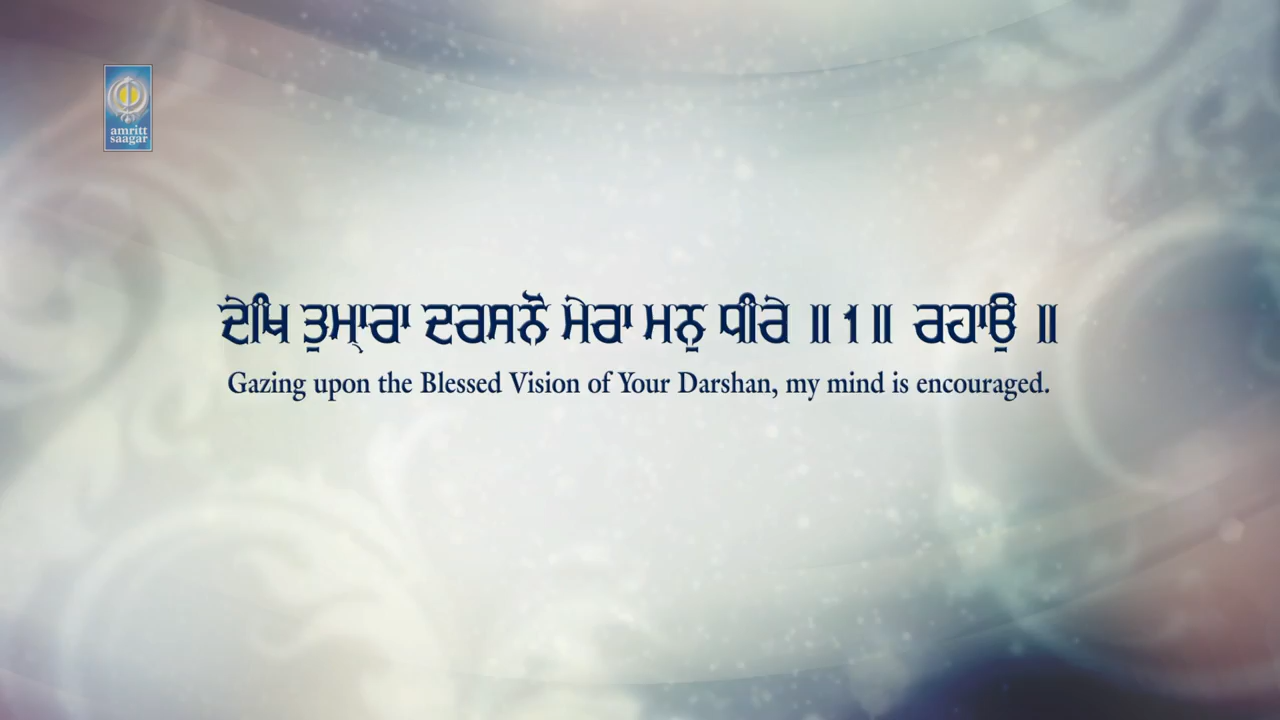 amritt
saagar
ਦੇਖਿ ਤੁਮ੍ਹਾਰਾ ਦਰਸਨੋ ਮੇਰਾ ਮਨੁ ਧੀਰੇ ॥੧॥ ਰਹਾਉ ॥
Gazing upon the Blessed Vision of Your Darshan, my mind is encouraged.